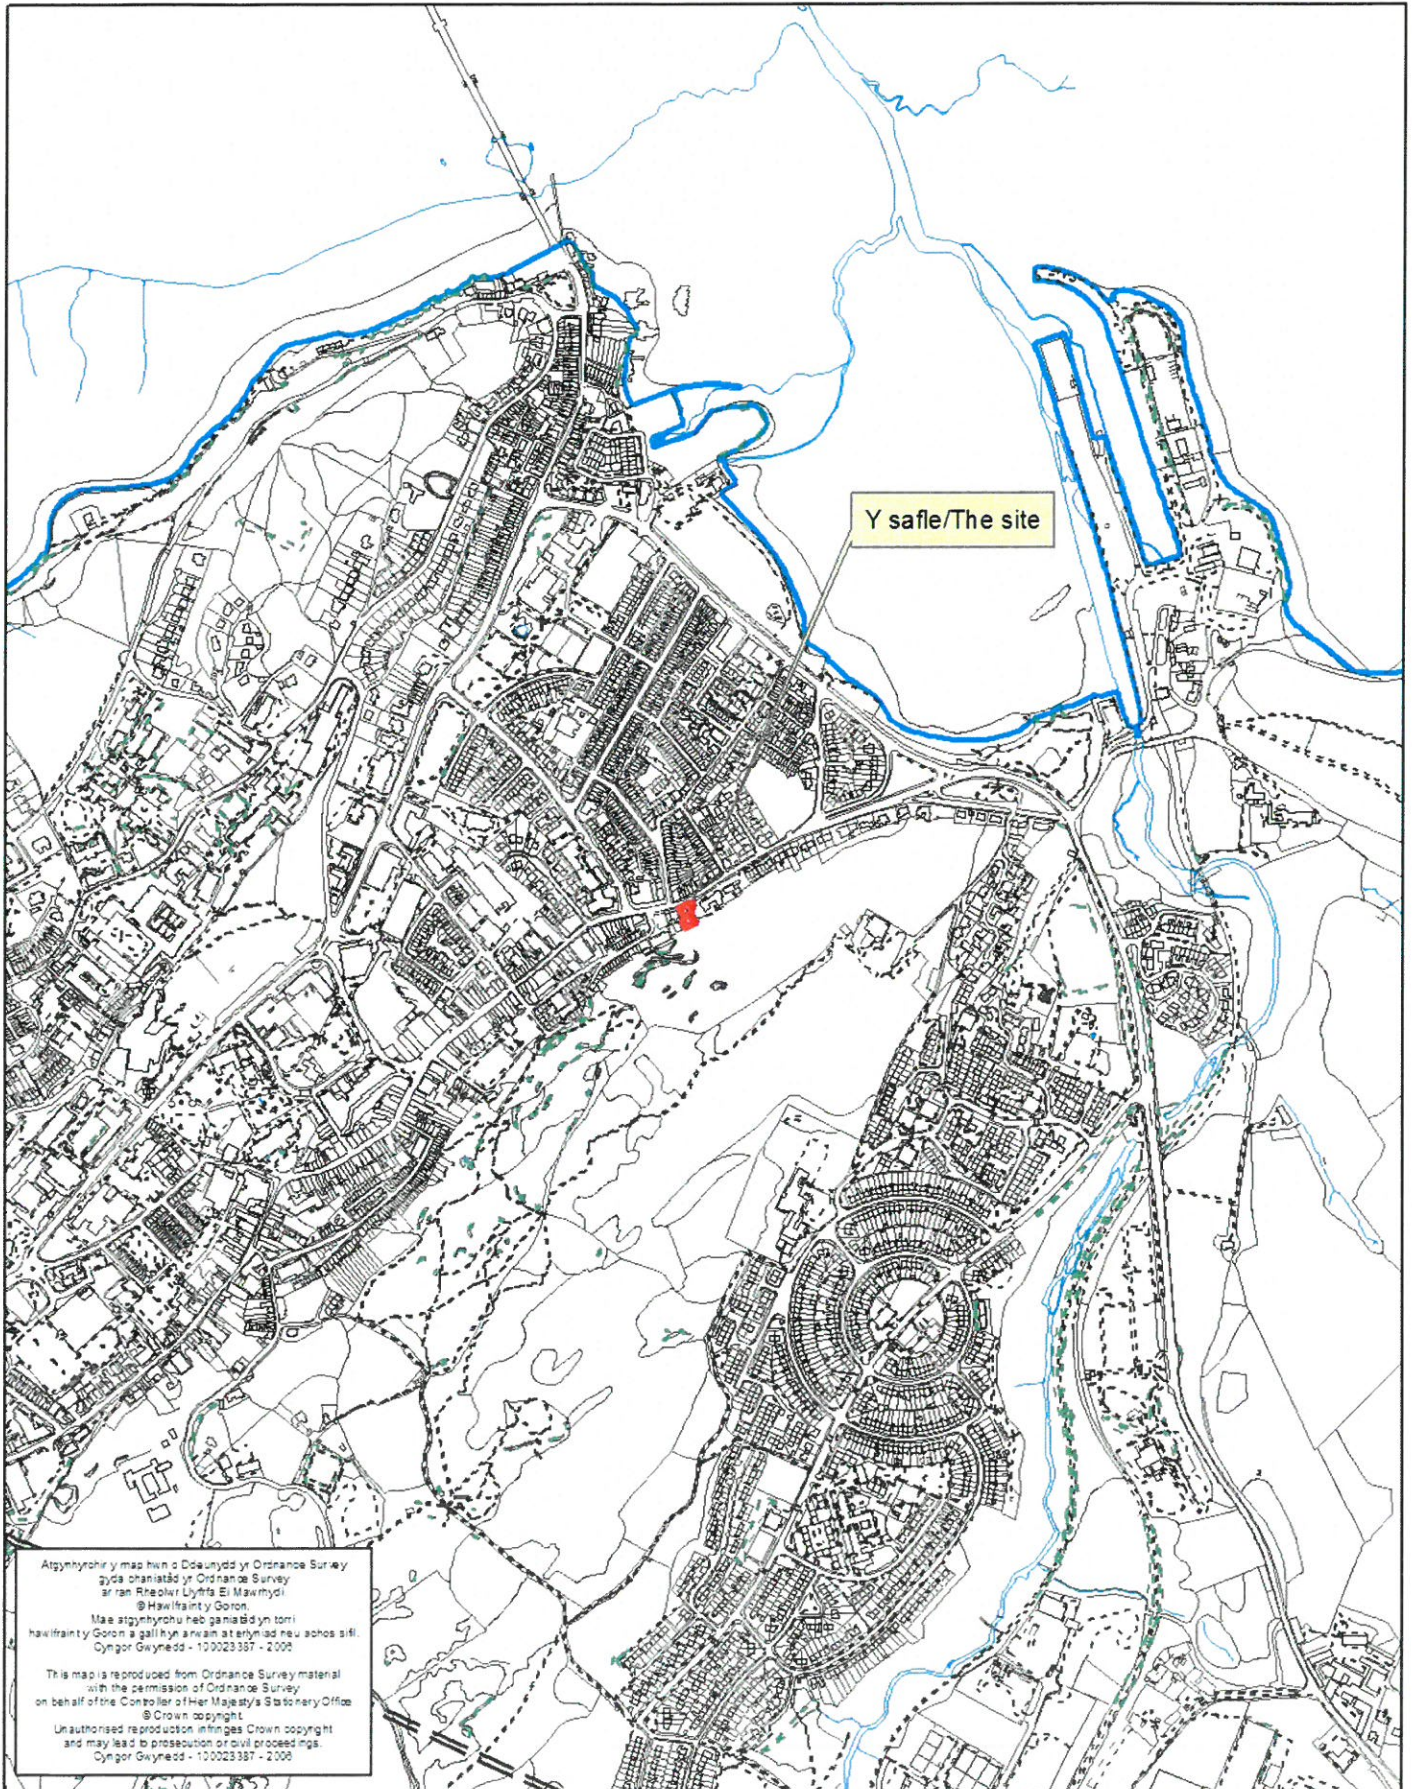 Y safle/The site
Atgynhyrchir y map hwn o Ddeunydd yr Ordnance Survey
gyda chaniatâd yr Ordnance Survey
ar ran Rheolwr Llyfrfa Ei Mawrhydi
© Hawlfraint y Goron.
Mae atgynhyrchu heb ganiatâd yn torri
hawlfraint y Goron a gall hyn arwain at erlyniad neu achos sifil.
Cyngor Gwynedd - 100023387 - 2008
This map is reproduced from Ordnance Survey material
with the permission of Ordnance Survey
on behalf of the Controller of Her Majesty's Stationery Office
© Crown copyright.
Unauthorised reproduction infringes Crown copyright
and may lead to prosecution or civil proceedings.
Cyngor Gwynedd - 100023387 - 2008